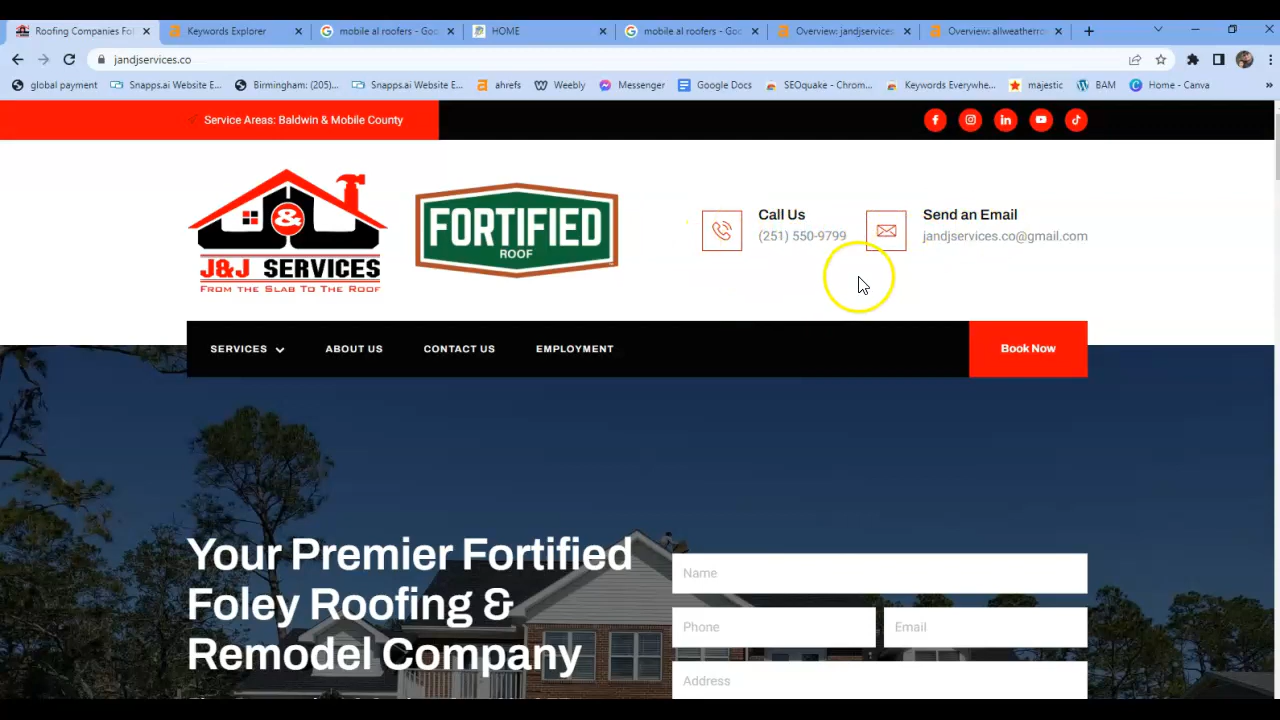 Roofing Companies Fol
Keywords Explorer
mobile al roofers - Goo
HOME
mobile al roofers - Goo
Overview: jandjservices
Overview: allweatherro
jandjservices.co
global payment
Snapps.ai Website E...
Birmingham: (205)...
Snapps.ai Website E...
ahrefs
Weebly
Messenger
Google Docs
SEOquake - Chrom...
Keywords Everywhe...
majestic
BAM
Home - Canva
Service Areas: Baldwin & Mobile County
&
J&J SERVICES
FROM THE SLAB TO THE ROOF
FORTIFIED
ROOF
Call Us
(251) 550-9799
Send an Email
jandjservices.co@gmail.com
SERVICES
ABOUT US
CONTACT US
EMPLOYMENT
Book Now
Your Premier Fortified
Foley Roofing &
Remodel Company
Name
Phone
Email
Address